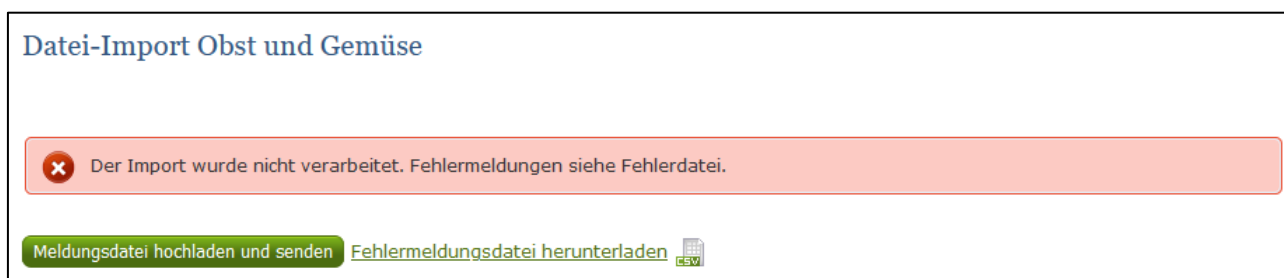 Datei-Import Obst und Gemüse
Der Import wurde nicht verarbeitet. Fehlermeldungen siehe Fehlerdatei.
Meldungsdatei hochladen und senden Fehlermeldungsdatei herunterladen CSV